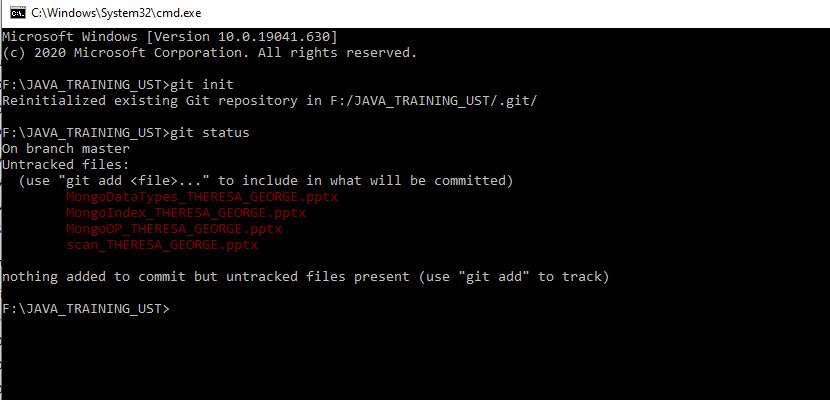 C:\Windows\System32\cmd.exe
Microsoft Windows [Version 10.0.19041.630]
(c) 2020 Microsoft Corporation. All rights reserved.
F:\JAVA_TRAINING_UST>git init
Reinitialized existing Git repository in F:/JAVA_TRAINING_UST/.git/
F:\JAVA_TRAINING_UST>git status
On branch master
Untracked files:
  (use "git add <file>..." to include in what will be committed)
        MongoDataTypes_THERESA_GEORGE.pptx
        MongoIndex_THERESA_GEORGE.pptx
        MongoOP_THERESA_GEORGE.pptx
        scan_THERESA_GEORGE.pptx
nothing added to commit but untracked files present (use "git add" to track)
F:\JAVA_TRAINING_UST>